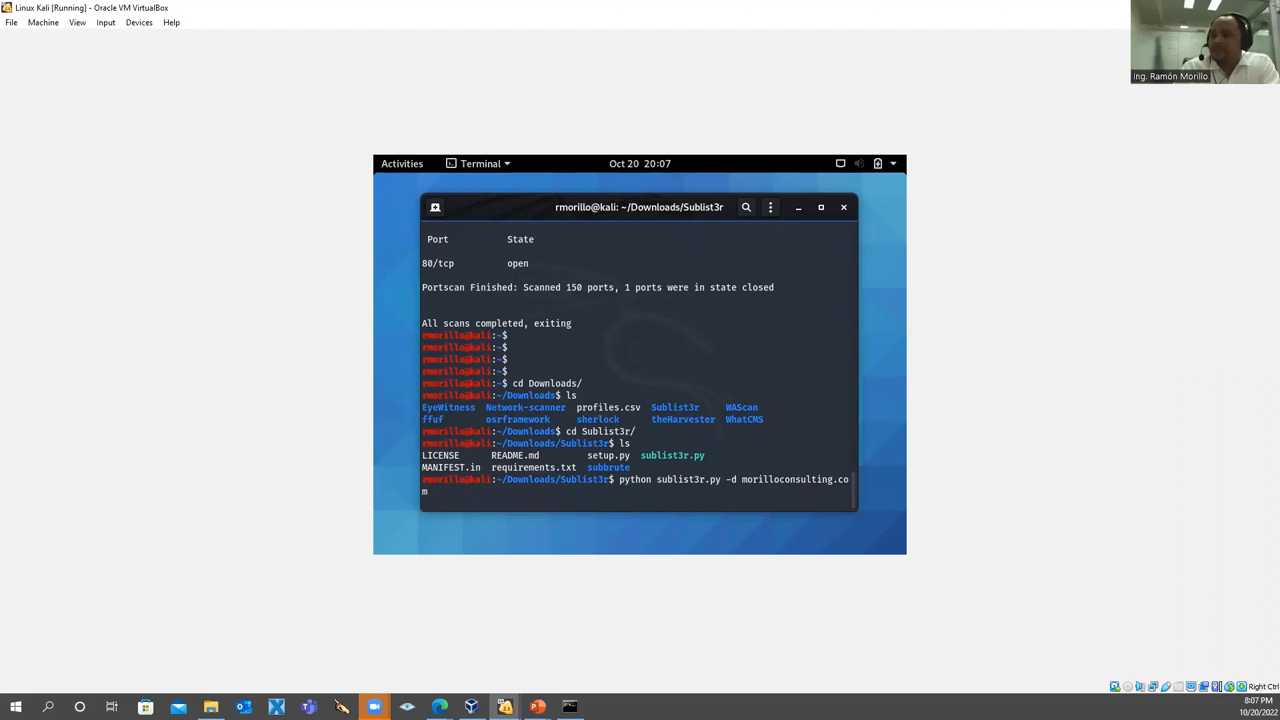 Linux Kali [Running] - Oracle VM VirtualBox
File Machine View Input Devices Help
Ing. Ramón Morillo
Activities Terminal Oct 20 20:07
rmorillo@kali: ~/Downloads/Sublist3r
Port State
80/tcp open
Portscan Finished: Scanned 150 ports, 1 ports were in state closed
All scans completed, exiting
rmorillo@kali:~$
rmorillo@kali:~$
rmorillo@kali:~$
rmorillo@kali:~$
rmorillo@kali:~$ cd Downloads/
rmorillo@kali:~/Downloads$ ls
EyeWitness Network-scanner profiles.csv Sublist3r WAScan
ffuf osrframework sherlock theHarvester WhatCMS
rmorillo@kali:~/Downloads$ cd Sublist3r/
rmorillo@kali:~/Downloads/Sublist3r$ ls
LICENSE README.md setup.py sublist3r.py
MANIFEST.in requirements.txt subbrute
rmorillo@kali:~/Downloads/Sublist3r$ python sublist3r.py -d morilloconsulting.co
m
Right Ctrl
8:07 PM
10/20/2022